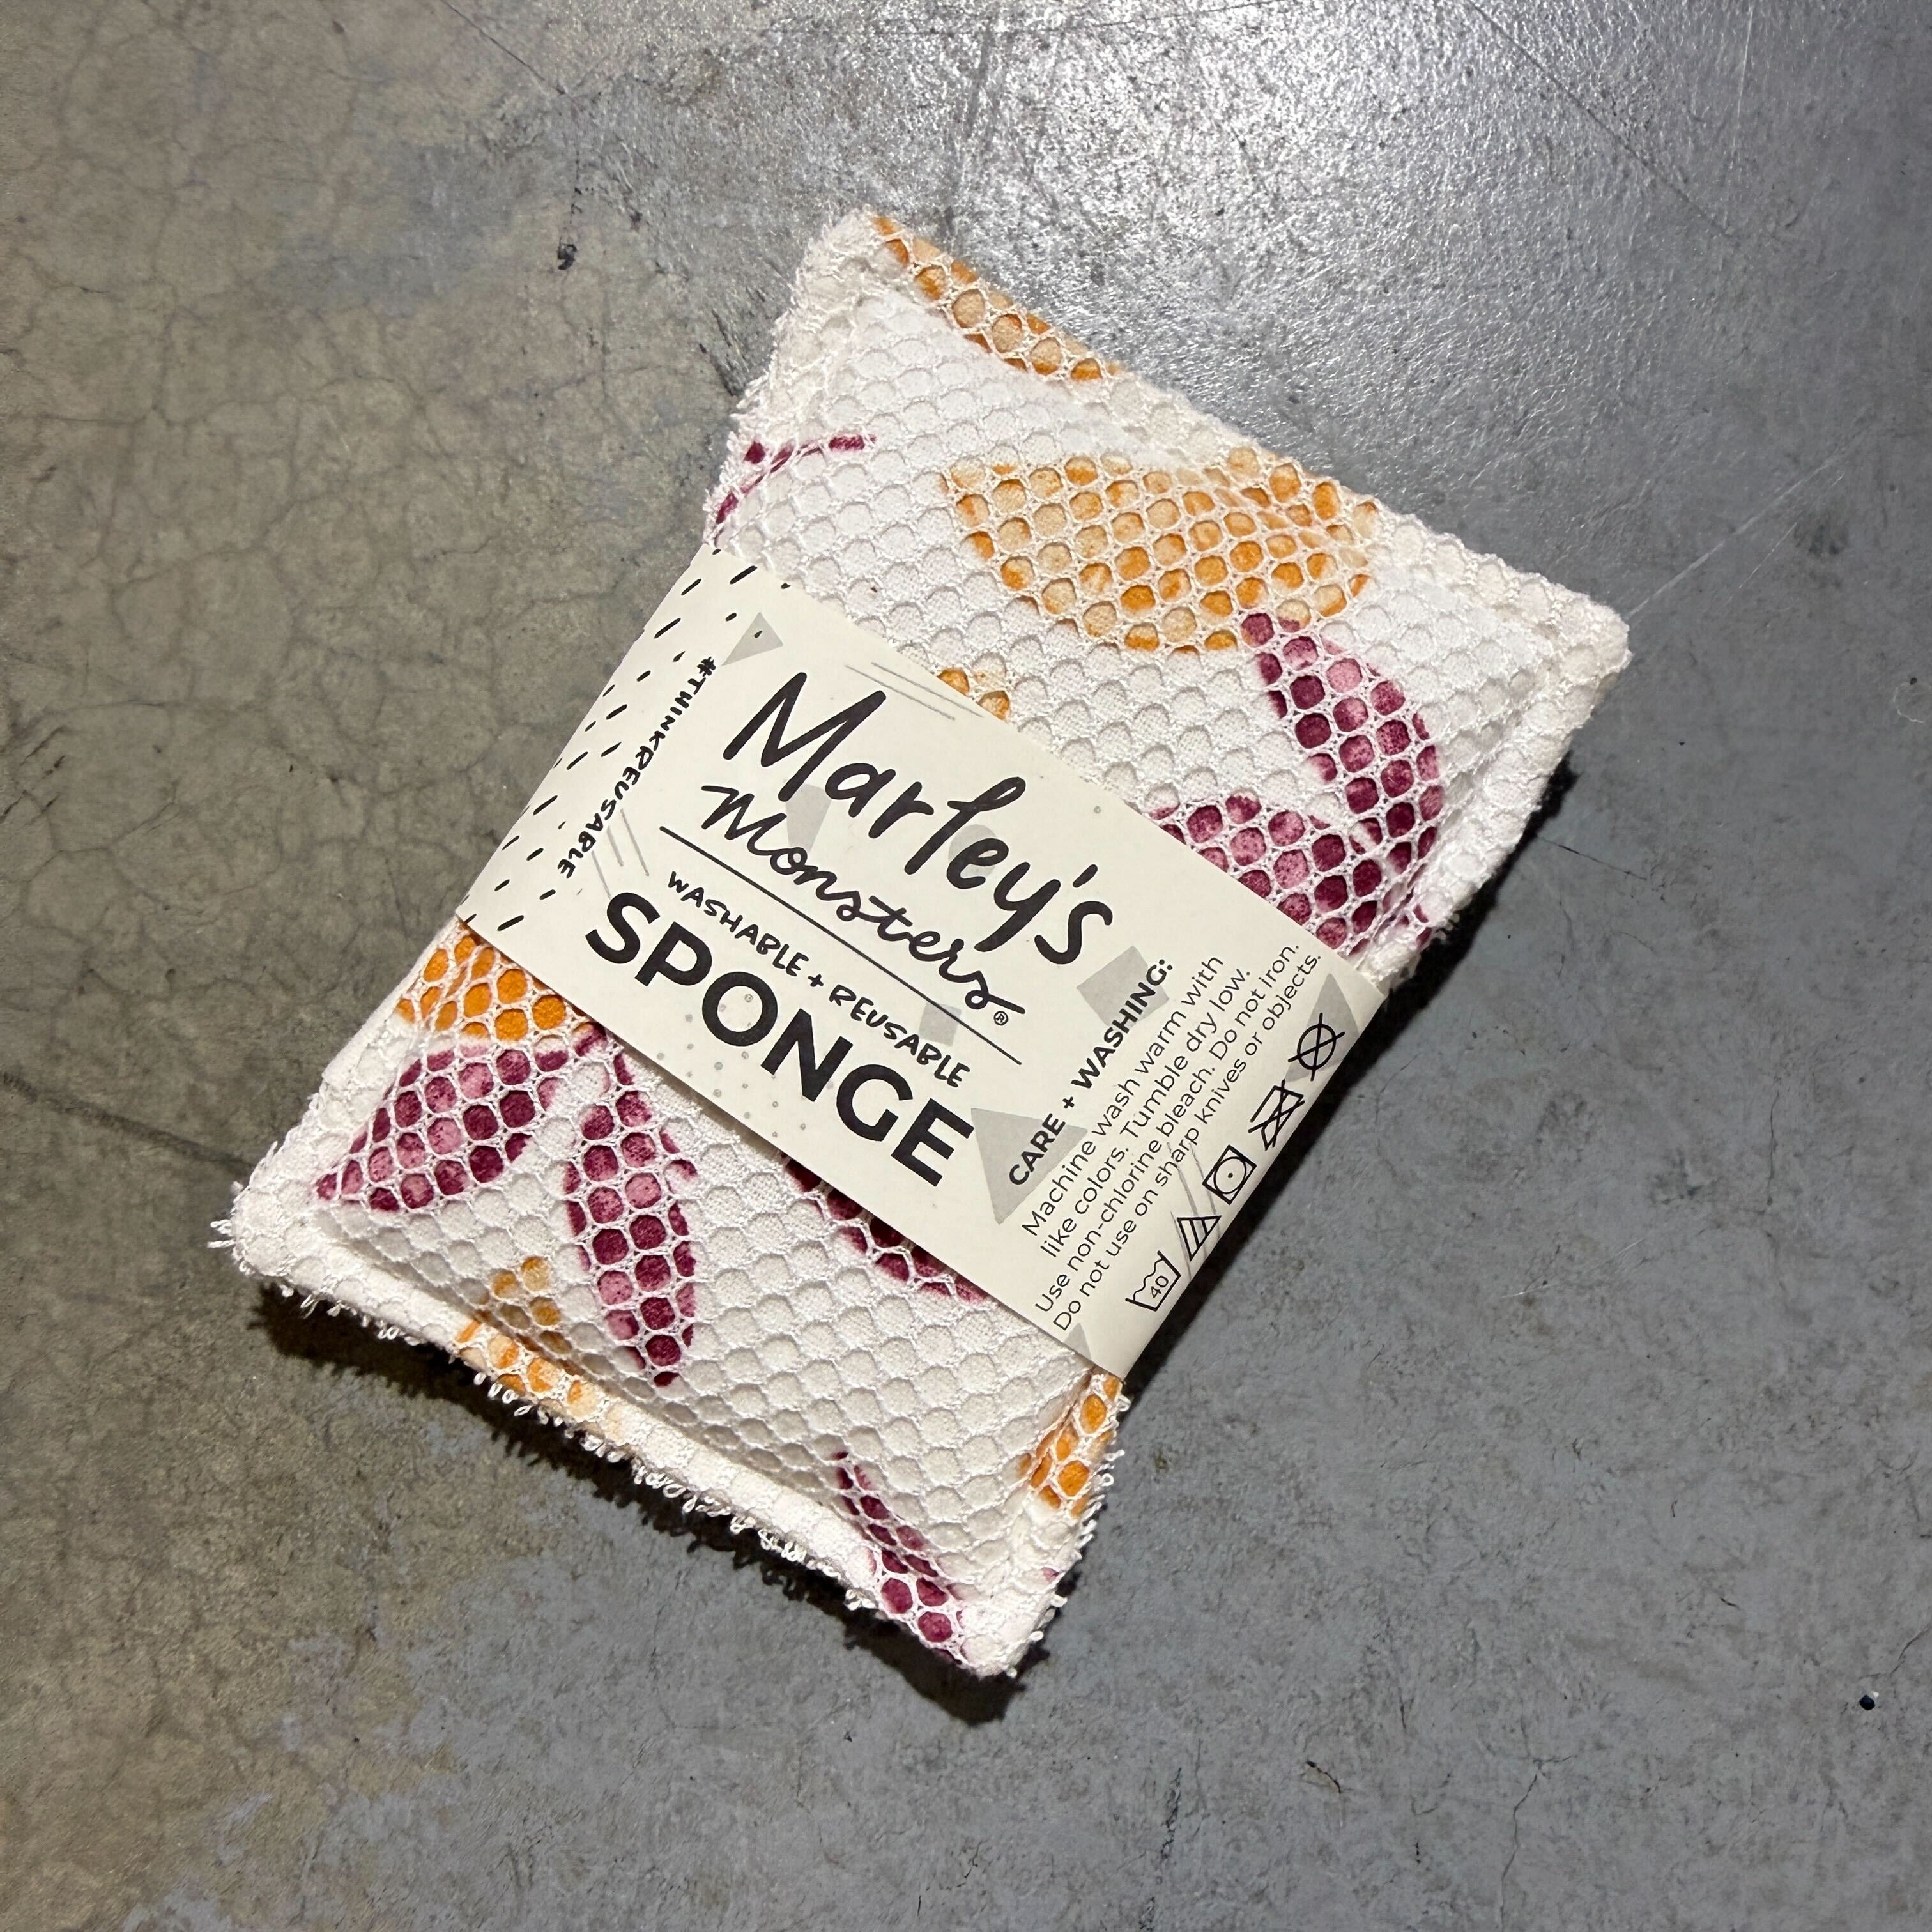 #THINKREUSABLE
Marley's
Monsters®
WASHABLE + REUSABLE
SPONGE
CARE + WASHING:
Machine wash warm with
like colors. Tumble dry low.
Use non-chlorine bleach. Do not iron.
Do not use on sharp knives or objects.
40